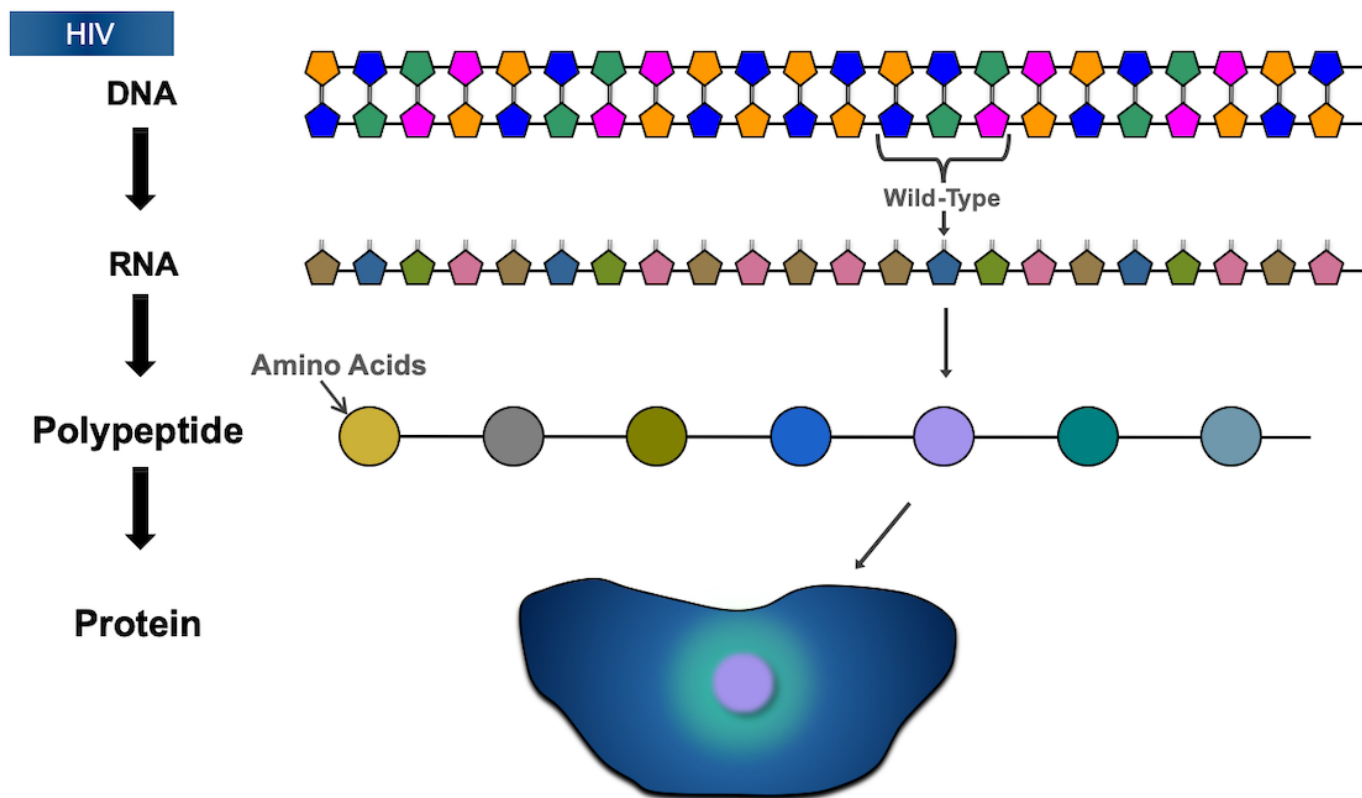 HIV
DNA
Wild-Type
RNA
Amino Acids
Polypeptide
Protein